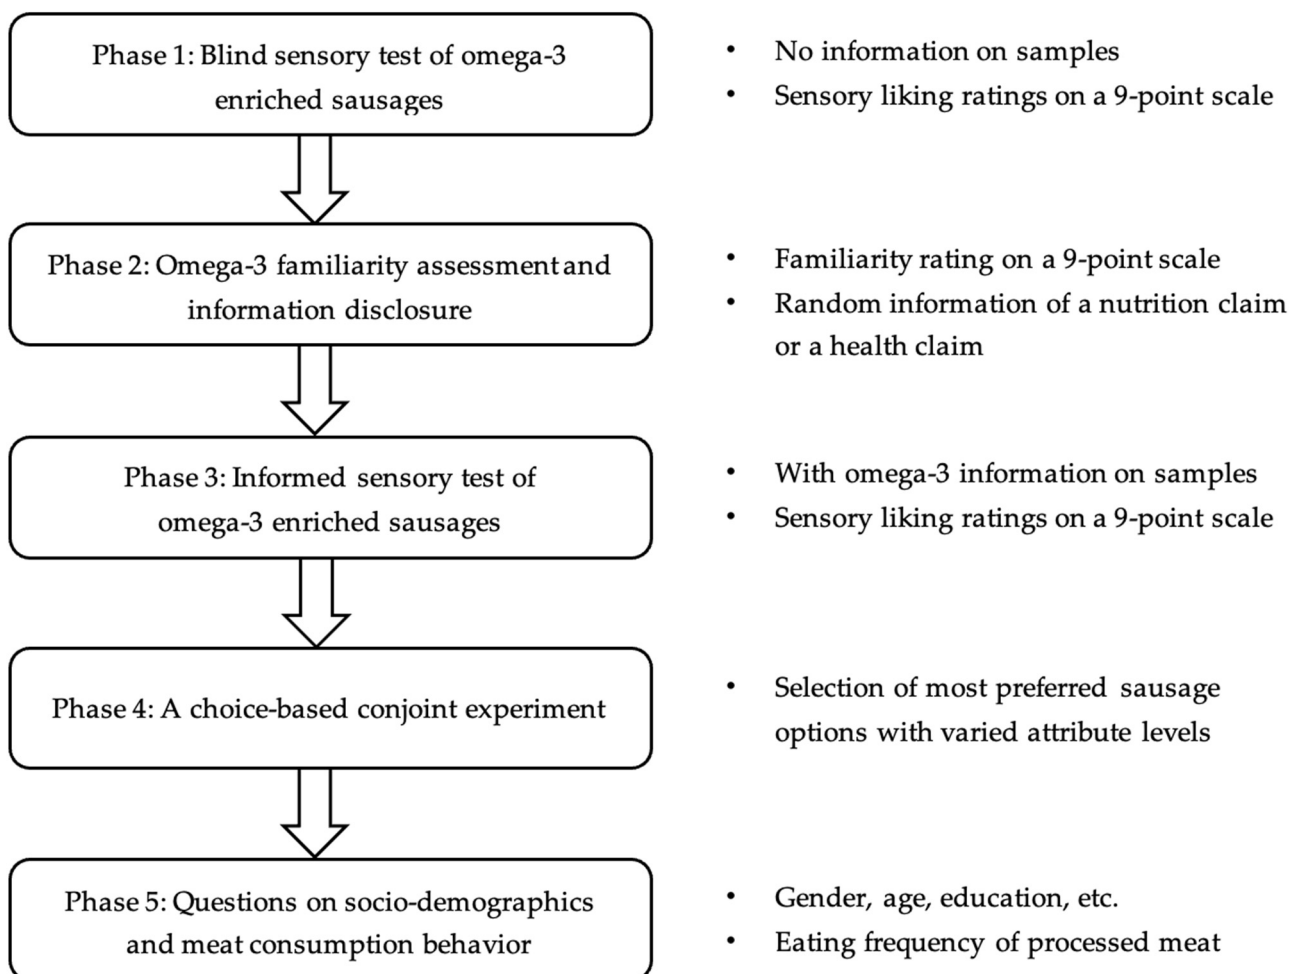 Phase 1: Blind sensory test of omega-3
enriched sausages
• No information on samples
• Sensory liking ratings on a 9-point scale
Phase 2: Omega-3 familiarity assessment and
information disclosure
• Familiarity rating on a 9-point scale
• Random information of a nutrition claim
or a health claim
Phase 3: Informed sensory test of
omega-3 enriched sausages
• With omega-3 information on samples
• Sensory liking ratings on a 9-point scale
Phase 4: A choice-based conjoint experiment
• Selection of most preferred sausage
options with varied attribute levels
Phase 5: Questions on socio-demographics
and meat consumption behavior
• Gender, age, education, etc.
• Eating frequency of processed meat